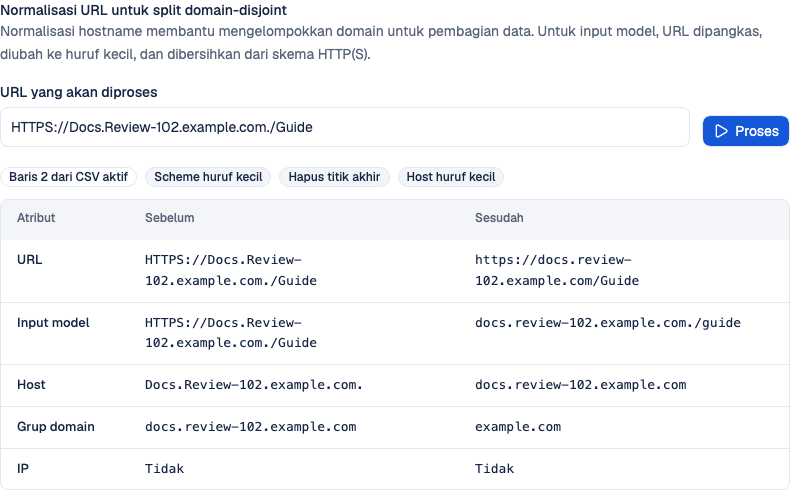 Normalisasi URL untuk split domain-disjoint
Normalisasi hostname membantu mengelompokkan domain untuk pembagian data. Untuk input model, URL dipangkas,
diubah ke huruf kecil, dan dibersihkan dari skema HTTP(S).
URL yang akan diproses
HTTPS://Docs.Review-102.example.com./Guide
Proses
Baris 2 dari CSV aktif
Scheme huruf kecil
Hapus titik akhir
Host huruf kecil
Atribut Sebelum Sesudah
URL HTTPS://Docs.Review- https://docs.review-
102.example.com./Guide 102.example.com/Guide
Input model HTTPS://Docs.Review- docs.review-102.example.com./guide
102.example.com./Guide
Host Docs.Review-102.example.com. docs.review-102.example.com
Grup domain docs.review-102.example.com example.com
IP Tidak Tidak